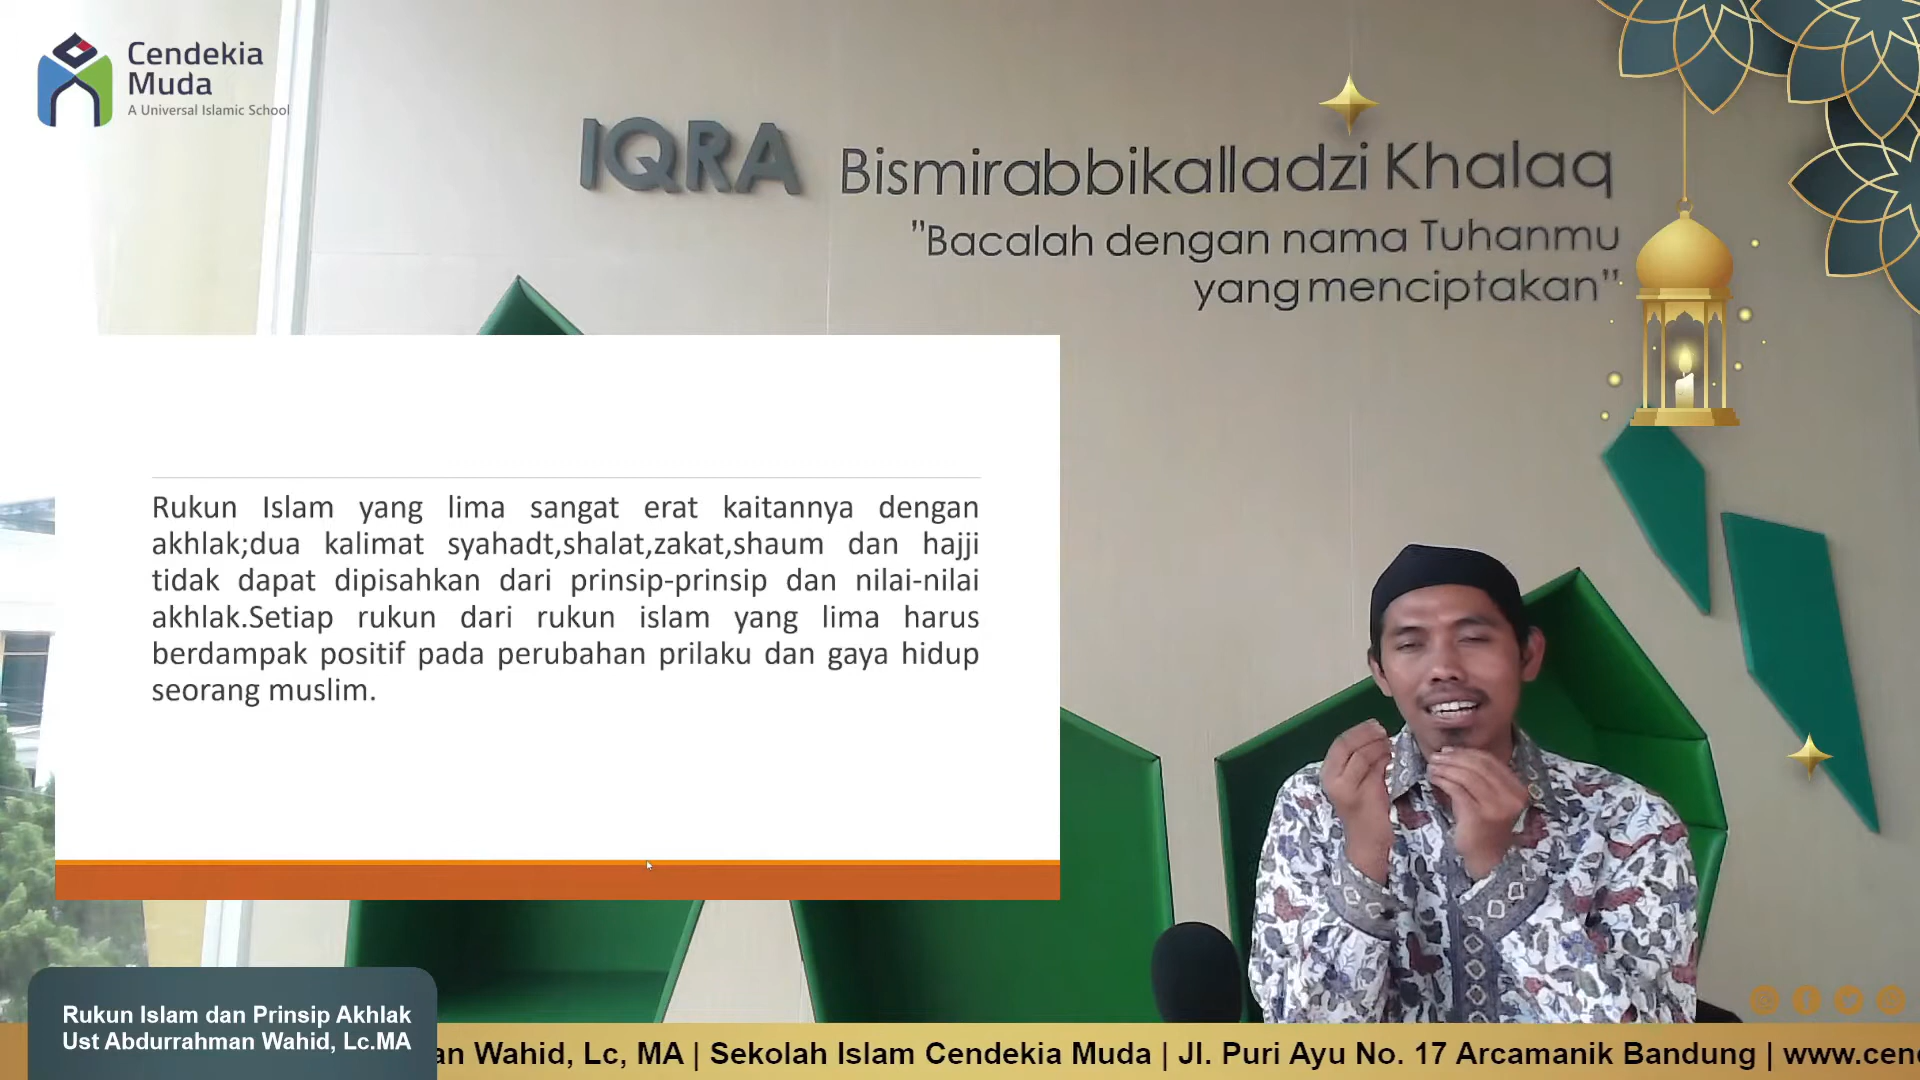 Cendekia
Muda
A Universal Islamic School
IQRA Bismirabbikalladzi Khalaq
"Bacalah dengan nama Tuhanmu
yang menciptakan"
Rukun Islam yang lima sangat erat kaitannya dengan
akhlak;dua kalimat syahadt,shalat,zakat,shaum dan hajji
tidak dapat dipisahkan dari prinsip-prinsip dan nilai-nilai
akhlak.Setiap rukun dari rukun islam yang lima harus
berdampak positif pada perubahan prilaku dan gaya hidup
seorang muslim.
Rukun Islam dan Prinsip Akhlak
Ust Abdurrahman Wahid, Lc.MA
an Wahid, Lc, MA | Sekolah Islam Cendekia Muda | Jl. Puri Ayu No. 17 Arcamanik Bandung | www.cen